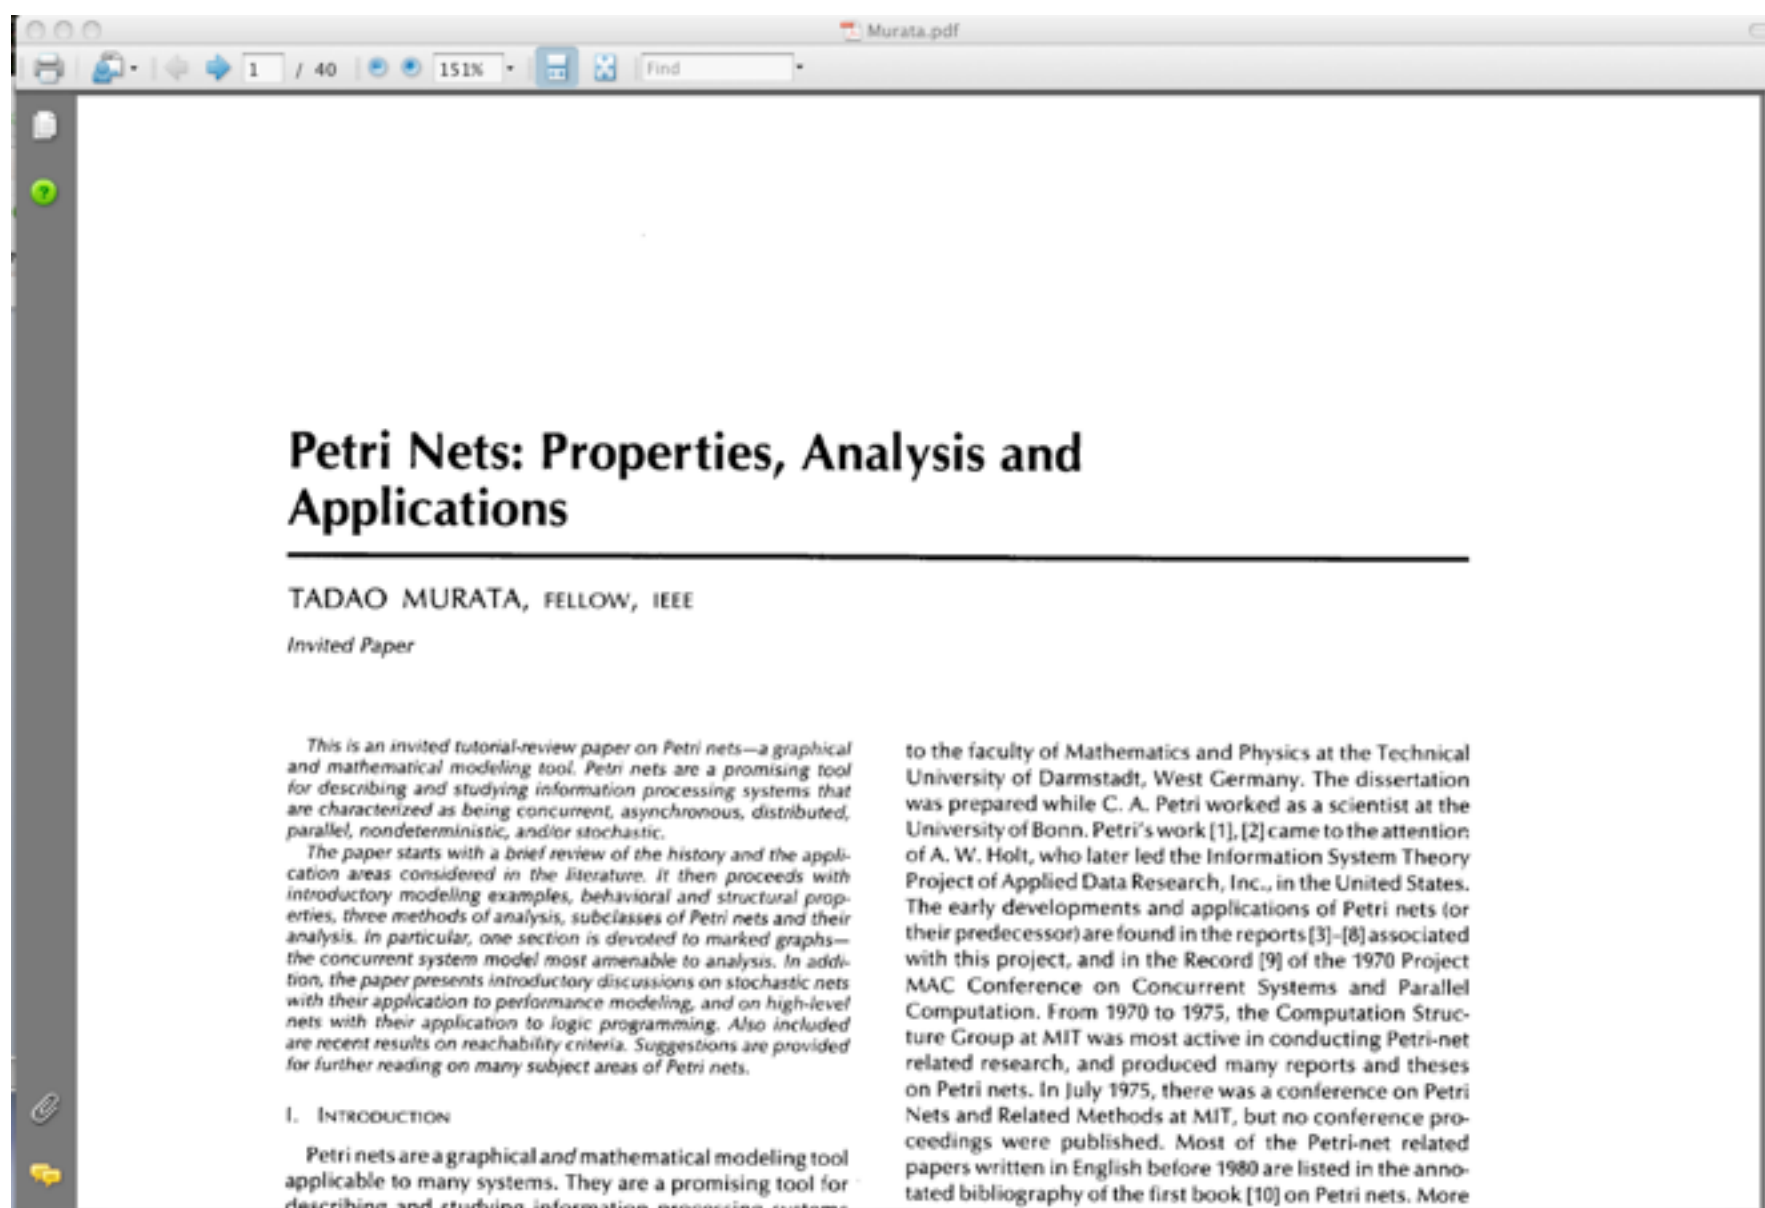 Murata.pdf
1 / 40 151% Find
Petri Nets: Properties, Analysis and
Applications
TADAO MURATA, FELLOW, IEEE
Invited Paper
This is an invited tutorial-review paper on Petri nets—a graphical
and mathematical modeling tool. Petri nets are a promising tool
for describing and studying information processing systems that
are characterized as being concurrent, asynchronous, distributed,
parallel, nondeterministic, and/or stochastic.
The paper starts with a brief review of the history and the appli-
cation areas considered in the literature. It then proceeds with
introductory modeling examples, behavioral and structural prop-
erties, three methods of analysis, subclasses of Petri nets and their
analysis. In particular, one section is devoted to marked graphs—
the concurrent system model most amenable to analysis. In addi-
tion, the paper presents introductory discussions on stochastic nets
with their application to performance modeling, and on high-level
nets with their application to logic programming. Also included
are recent results on reachability criteria. Suggestions are provided
for further reading on many subject areas of Petri nets.
I. INTRODUCTION
Petri nets are a graphical and mathematical modeling tool
applicable to many systems. They are a promising tool for
describing and studying information processing systems
to the faculty of Mathematics and Physics at the Technical
University of Darmstadt, West Germany. The dissertation
was prepared while C. A. Petri worked as a scientist at the
University of Bonn. Petri's work [1], [2] came to the attention
of A. W. Holt, who later led the Information System Theory
Project of Applied Data Research, Inc., in the United States.
The early developments and applications of Petri nets (or
their predecessor) are found in the reports [3]-[8] associated
with this project, and in the Record [9] of the 1970 Project
MAC Conference on Concurrent Systems and Parallel
Computation. From 1970 to 1975, the Computation Struc-
ture Group at MIT was most active in conducting Petri-net
related research, and produced many reports and theses
on Petri nets. In July 1975, there was a conference on Petri
Nets and Related Methods at MIT, but no conference pro-
ceedings were published. Most of the Petri-net related
papers written in English before 1980 are listed in the anno-
tated bibliography of the first book [10] on Petri nets. More